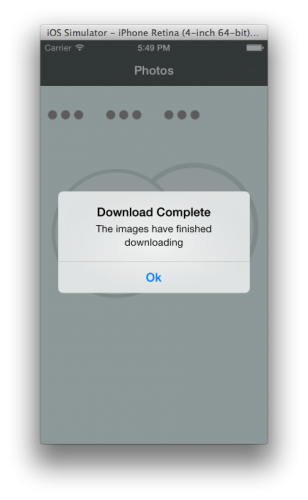 iOS Simulator – iPhone Retina (4-inch 64-bit)...
Carrier 5:49 PM
Photos
Download Complete
The images have finished
downloading
Ok